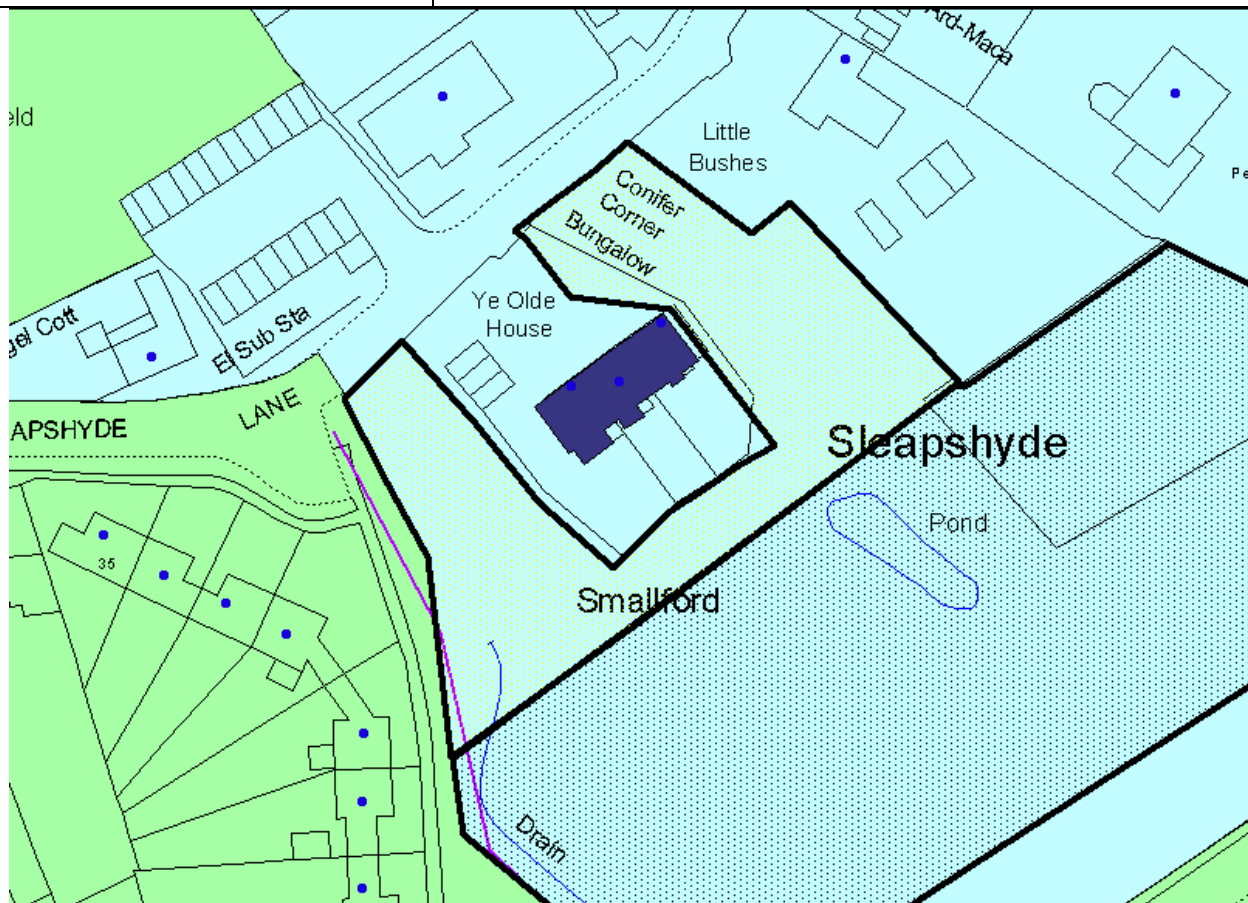 Ard-Maca
eld
Little
Bushes
Pe
Conifer
Corner
Bungalow
Ye Olde
House
gel Cott
El Sub Sta
LANE
APSHYDE
Sleapshyde
Pond
35
Smallford
Drain